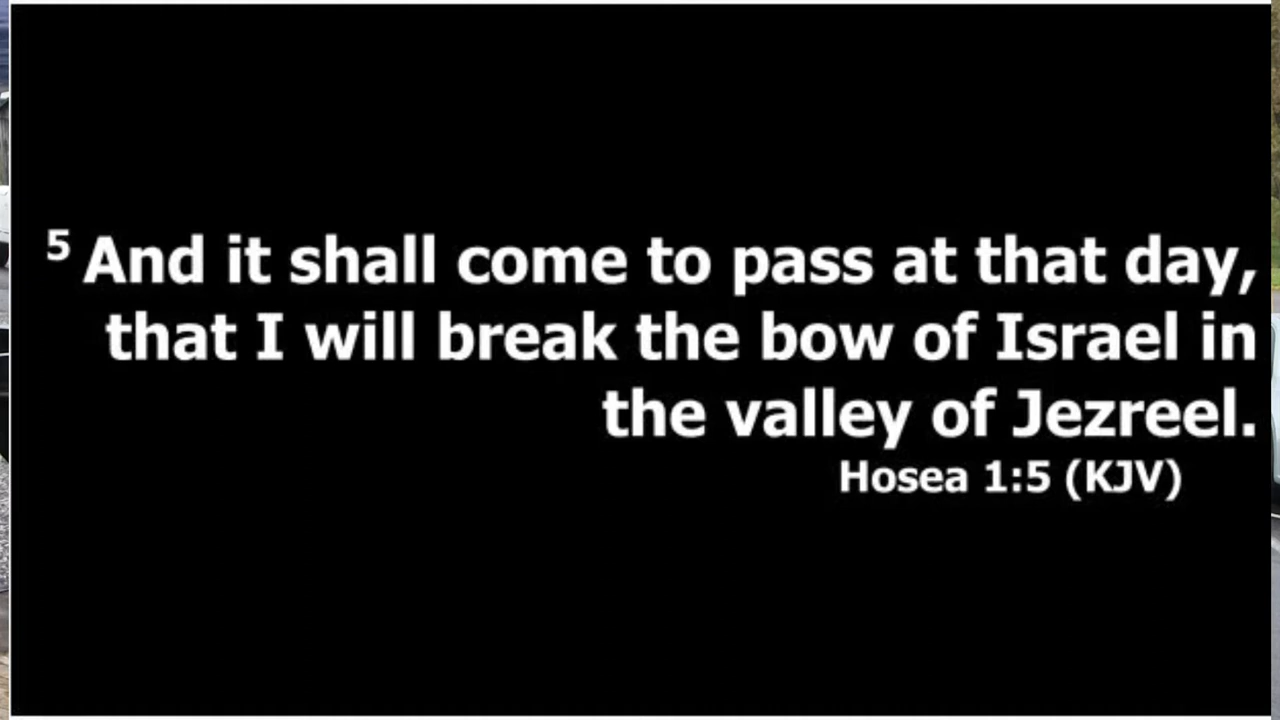 5 And it shall come to pass at that day,
that I will break the bow of Israel in
the valley of Jezreel.
Hosea 1:5 (KJV)